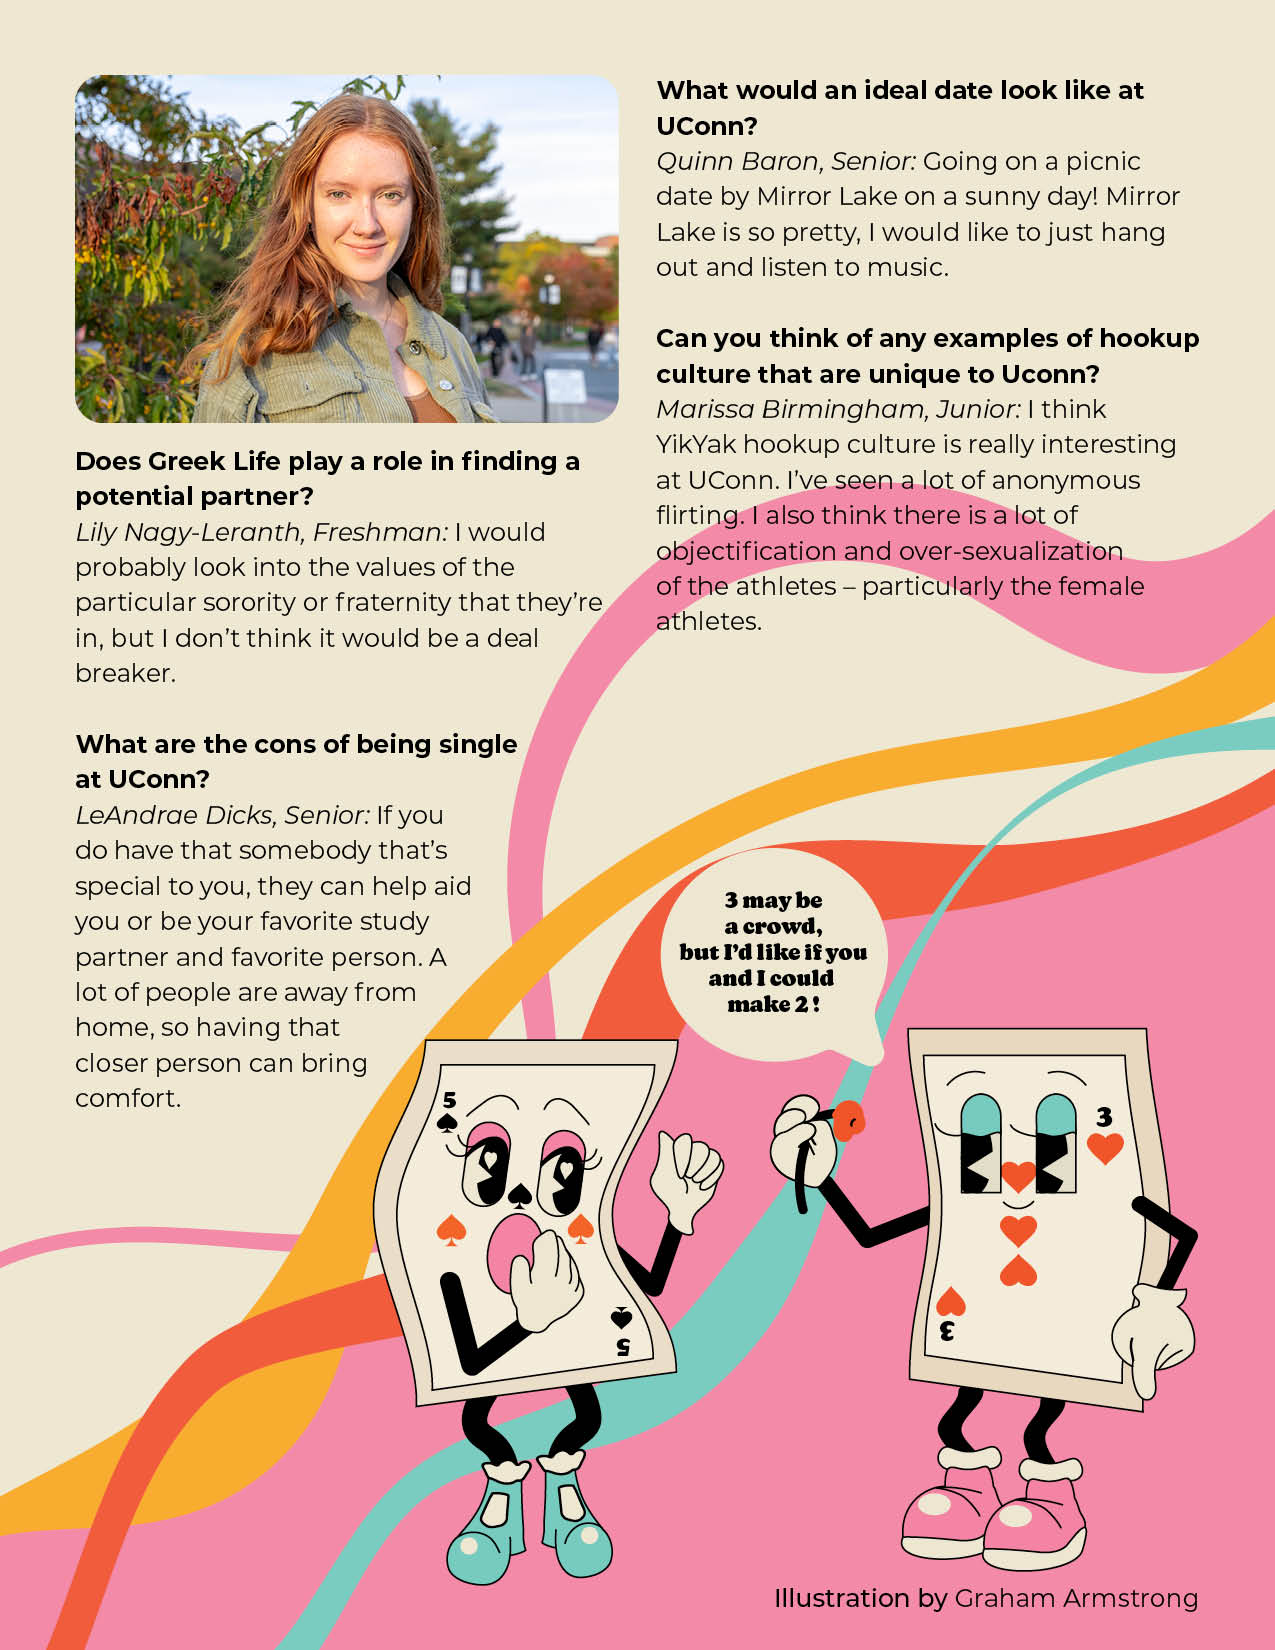 Does Greek Life play a role in finding a
potential partner?
Lily Nagy-Leranth, Freshman: I would
probably look into the values of the
particular sorority or fraternity that they’re
in, but I don’t think it would be a deal
breaker.
What are the cons of being single
at UConn?
LeAndrae Dicks, Senior: If you
do have that somebody that’s
special to you, they can help aid
you or be your favorite study
partner and favorite person. A
lot of people are away from
home, so having that
closer person can bring
comfort.
What would an ideal date look like at
UConn?
Quinn Baron, Senior: Going on a picnic
date by Mirror Lake on a sunny day! Mirror
Lake is so pretty, I would like to just hang
out and listen to music.
Can you think of any examples of hookup
culture that are unique to Uconn?
Marissa Birmingham, Junior: I think
YikYak hookup culture is really interesting
at UConn. I’ve seen a lot of anonymous
flirting. I also think there is a lot of
objectification and over-sexualization
of the athletes – particularly the female
athletes.
3 may be
a crowd,
but I’d like if you
and I could
make 2 !
5
5
3
3
Illustration by Graham Armstrong